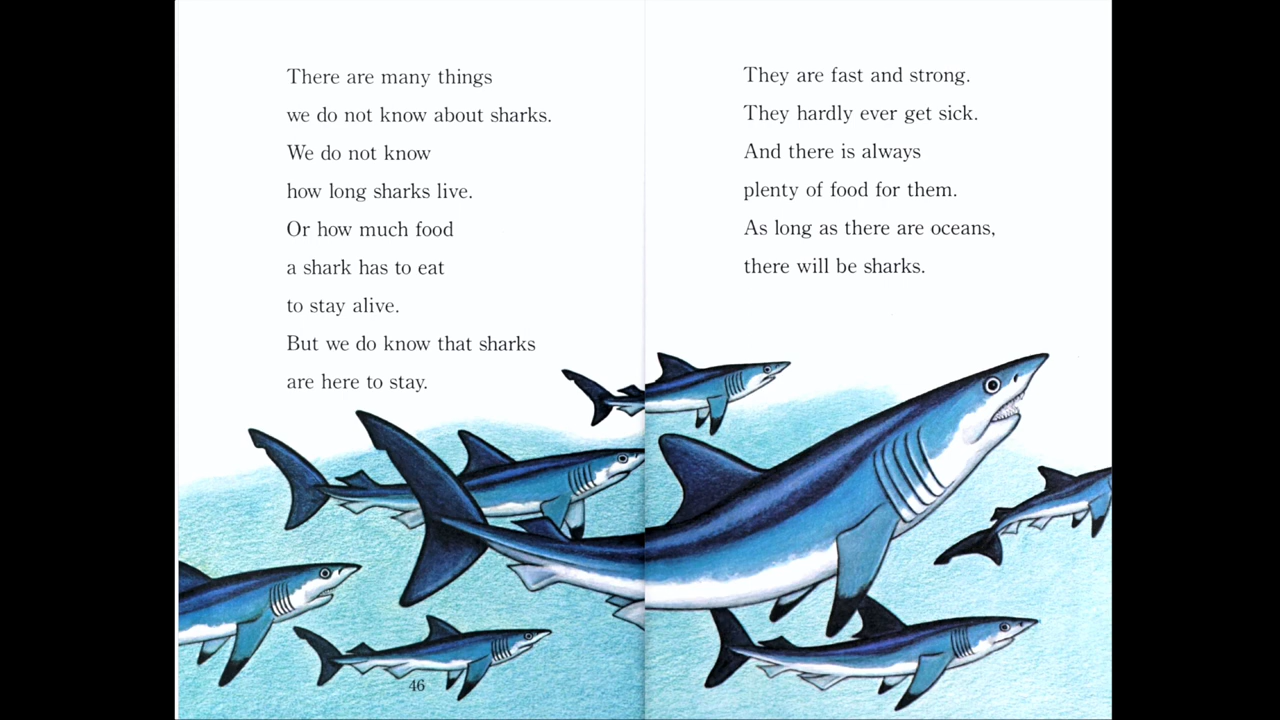 There are many things
we do not know about sharks.
We do not know
how long sharks live.
Or how much food
a shark has to eat
to stay alive.
But we do know that sharks
are here to stay.
46
They are fast and strong.
They hardly ever get sick.
And there is always
plenty of food for them.
As long as there are oceans,
there will be sharks.